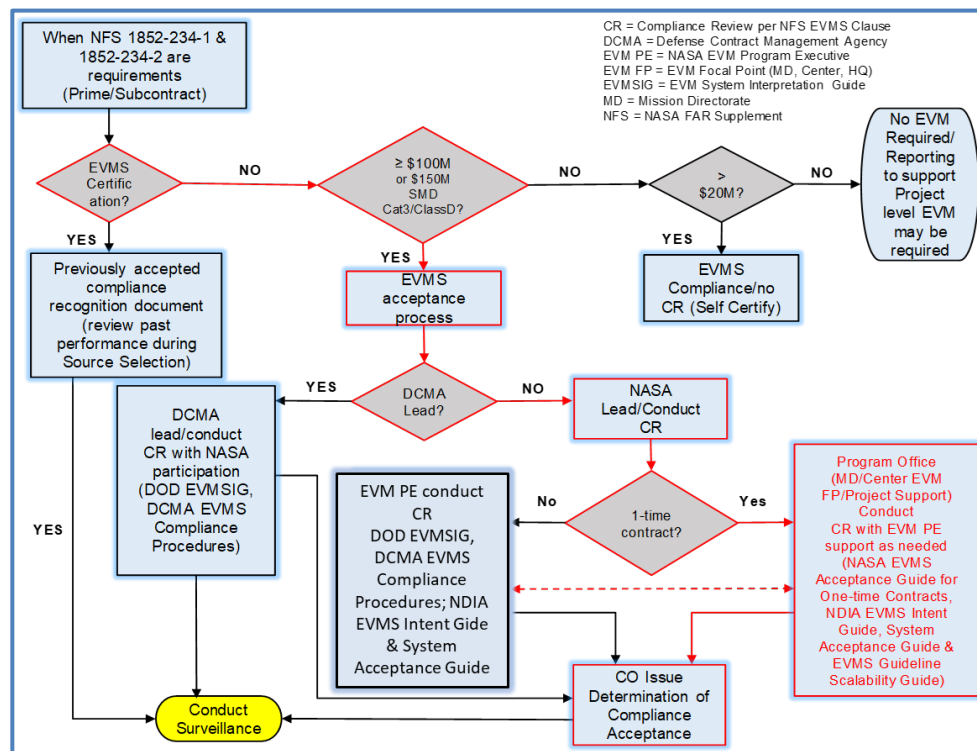 CR = Compliance Review per NFS EVMS Clause
DCMA = Defense Contract Management Agency
EVM PE = NASA EVM Program Executive
EVM FP = EVM Focal Point (MD, Center, HQ)
EVMSIG = EVM System Interpretation Guide
MD = Mission Directorate
NFS = NASA FAR Supplement
When NFS 1852-234-1 &
1852-234-2 are
requirements
(Prime/Subcontract)
EVMS
Certific
ation?
NO
≥ $100M
or $150M
SMD
Cat3/ClassD?
NO
>
$20M?
NO
No EVM
Required/
Reporting
to support
Project
level EVM
may be
required
YES
Previously accepted
compliance
recognition document
(review past
performance during
Source Selection)
YES
EVMS
acceptance
process
YES
EVMS
Compliance/no
CR (Self Certify)
YES
DCMA
Lead?
NO
NASA
Lead/Conduct
CR
DCMA
lead/conduct
CR with NASA
participation
(DOD EVMSIG,
DCMA EVMS
Compliance
Procedures)
YES
No
1-time
contract?
Yes
EVM PE conduct
CR
DOD EVMSIG,
DCMA EVMS
Compliance
Procedures; NDIA
EVMS Intent Gide
& System
Acceptance Guide
Program Office
(MD/Center EVM
FP/Project Support)
Conduct
CR with EVM PE
support as needed
(NASA EVMS
Acceptance Guide for
One-time Contracts,
NDIA EVMS Intent
Guide, System
Acceptance Guide &
EVMS Guideline
Scalability Guide)
CO Issue
Determination of
Compliance
Acceptance
Conduct
Surveillance